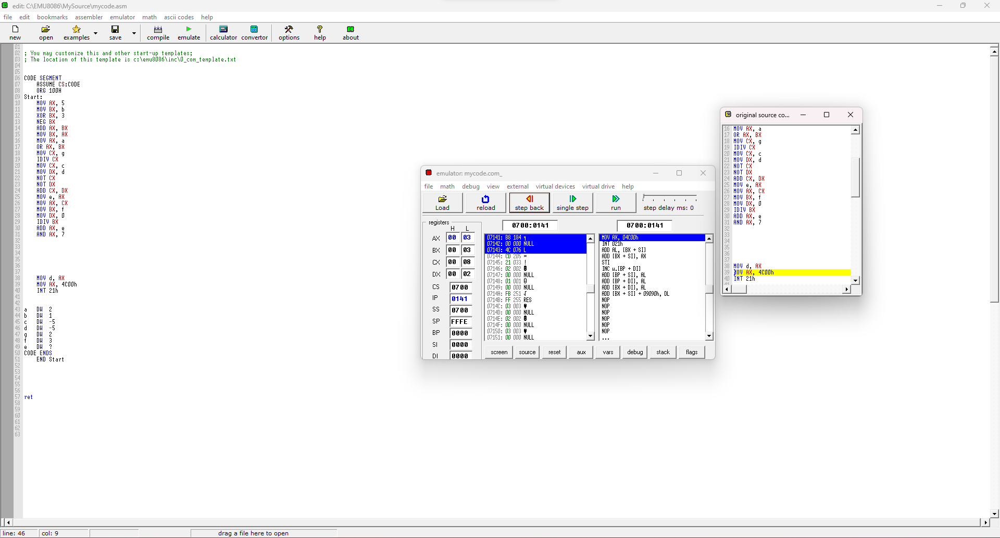 edit: C:\EMU8086\MySource\mycode.asm
file edit bookmarks assembler emulator math ascii codes help
new open examples save compile emulate calculator convertor options help about
01
02 ; You may customize this and other start-up templates;
03 ; The location of this template is c:\emu8086\inc\0_com_template.txt
04
05
06 CODE SEGMENT
07 ASSUME CS:CODE
08 ORG 100H
09 Start:
10 MOV AX, 5
11 MOV BX, b
12 XOR BX, 3
13 NEG BX
14 ADD AX, BX
15 MOV BX, AX
16 MOV AX, a
17 OR AX, BX
18 MOV CX, g
19 IDIV CX
20 MOV CX, c
21 MOV DX, d
22 NOT CX
23 NOT DX
24 ADD CX, DX
25 MOV e, AX
26 MOV AX, CX
27 MOV BX, f
28 MOV DX, 0
29 IDIV BX
30 ADD AX, e
31 AND AX, 7
32
33
34
35
36
37
38 MOV d, AX
39 MOV AX, 4C00h
40 INT 21h
41
42
43 a DW 2
44 b DW 1
45 c DW -5
46 d DW -5
47 g DW 2
48 f DW 3
49 e DW ?
50 CODE ENDS
51 END Start
52
53
54
55
56
57 ret
58
59
60
61
62
63
emulator: mycode.com_
file math debug view external virtual devices virtual drive help
Load reload step back single step run step delay ms: 0
registers
H L
AX 00 03
BX 00 03
CX 00 08
DX 00 02
CS 0700
IP 0141
SS 0700
SP FFFE
BP 0000
SI 0000
DI 0000
0700:0141
07141: B8 184 ╕
07142: 00 000 NULL
07143: 4C 076 L
07144: CD 205 =
07145: 21 033 !
07146: 02 002 ☻
07147: 00 000 NULL
07148: 01 001 ☺
07149: 00 000 NULL
0714A: FB 251 √
0714B: FF 255 RES
0714C: 03 003 ♥
0714D: 00 000 NULL
0714E: 02 002 ☻
0714F: 00 000 NULL
07150: 03 003 ♥
07151: 00 000 NULL
0700:0141
MOV AX, 04C00h
INT 021h
ADD AL, [BX + SI]
ADD [BX + SI], AX
STI
INC w.[BP + DI]
ADD [BP + SI], AL
ADD [BP + DI], AL
ADD [BX + DI], AL
ADD [BX + SI] + 09090h, DL
NOP
NOP
NOP
NOP
NOP
NOP
...
screen source reset aux vars debug stack flags
original source co...
16 MOV AX, a
17 OR AX, BX
18 MOV CX, g
19 IDIV CX
20 MOV CX, c
21 MOV DX, d
22 NOT CX
23 NOT DX
24 ADD CX, DX
25 MOV e, AX
26 MOV AX, CX
27 MOV BX, f
28 MOV DX, 0
29 IDIV BX
30 ADD AX, e
31 AND AX, 7
32
33
34
35
36
37
38 MOV d, AX
39 MOV AX, 4C00h
40 INT 21h
41
line: 46 col: 9 drag a file here to open